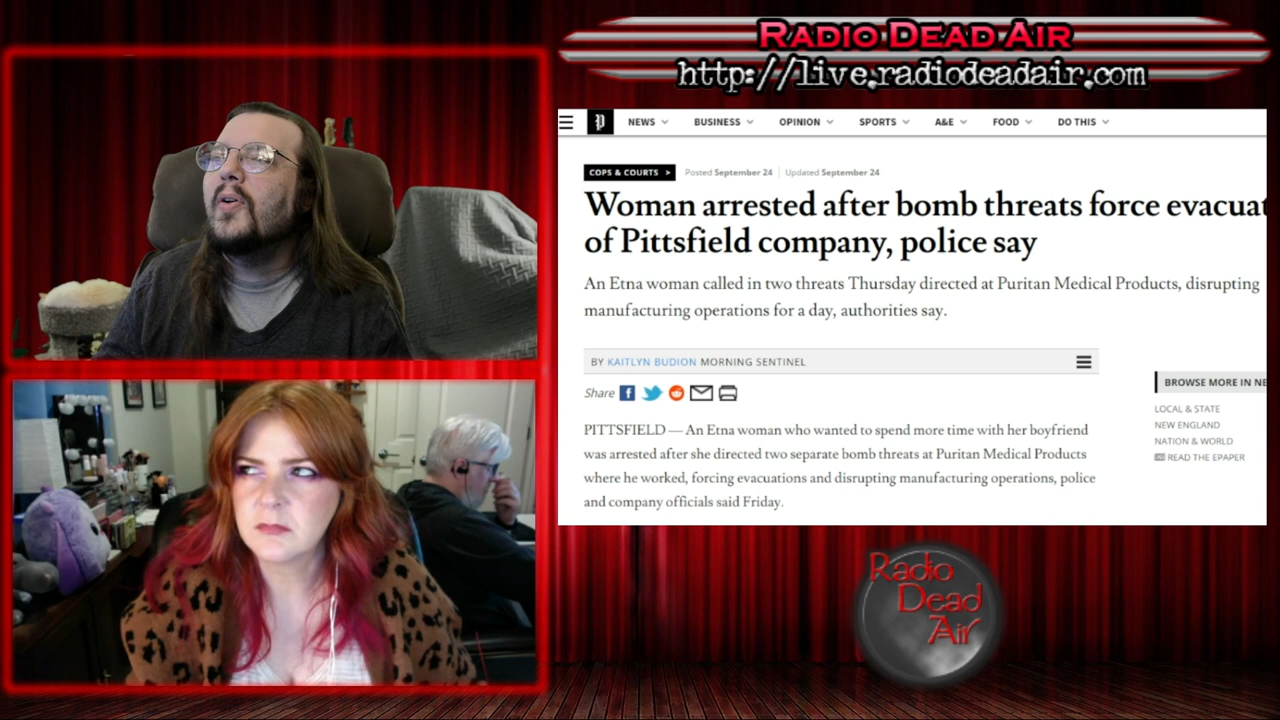 RADIO DEAD AIR
http://live.radiodeadair.com
NEWS BUSINESS OPINION SPORTS A&E FOOD DO THIS
COPS & COURTS > Posted September 24 Updated September 24
Woman arrested after bomb threats force evacuat
of Pittsfield company, police say
An Etna woman called in two threats Thursday directed at Puritan Medical Products, disrupting
manufacturing operations for a day, authorities say.
BY KAITLYN BUDION MORNING SENTINEL
Share
BROWSE MORE IN NE
LOCAL & STATE
NEW ENGLAND
NATION & WORLD
READ THE EPAPER
PITTSFIELD — An Etna woman who wanted to spend more time with her boyfriend
was arrested after she directed two separate bomb threats at Puritan Medical Products
where he worked, forcing evacuations and disrupting manufacturing operations, police
and company officials said Friday.
Radio
Dead
Air